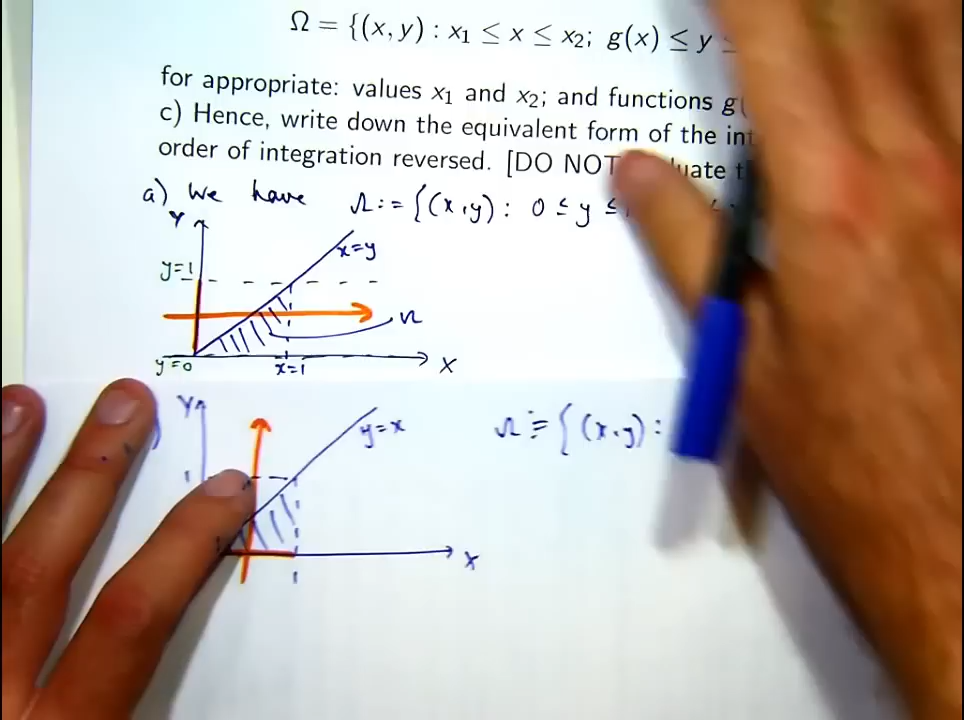 Ω = {(x, y) : x₁ ≤ x ≤ x₂; g(x) ≤ y ≤
for appropriate: values x₁ and x₂; and functions g(
c) Hence, write down the equivalent form of the
order of integration reversed. [DO NOT
a) We have Ω := {(x,y) : 0 ≤ y ≤
Y
x=y
y=1
Ω
y=0
x=1
X
Y
y=x
Ω = {(x,y) :
1
X
1